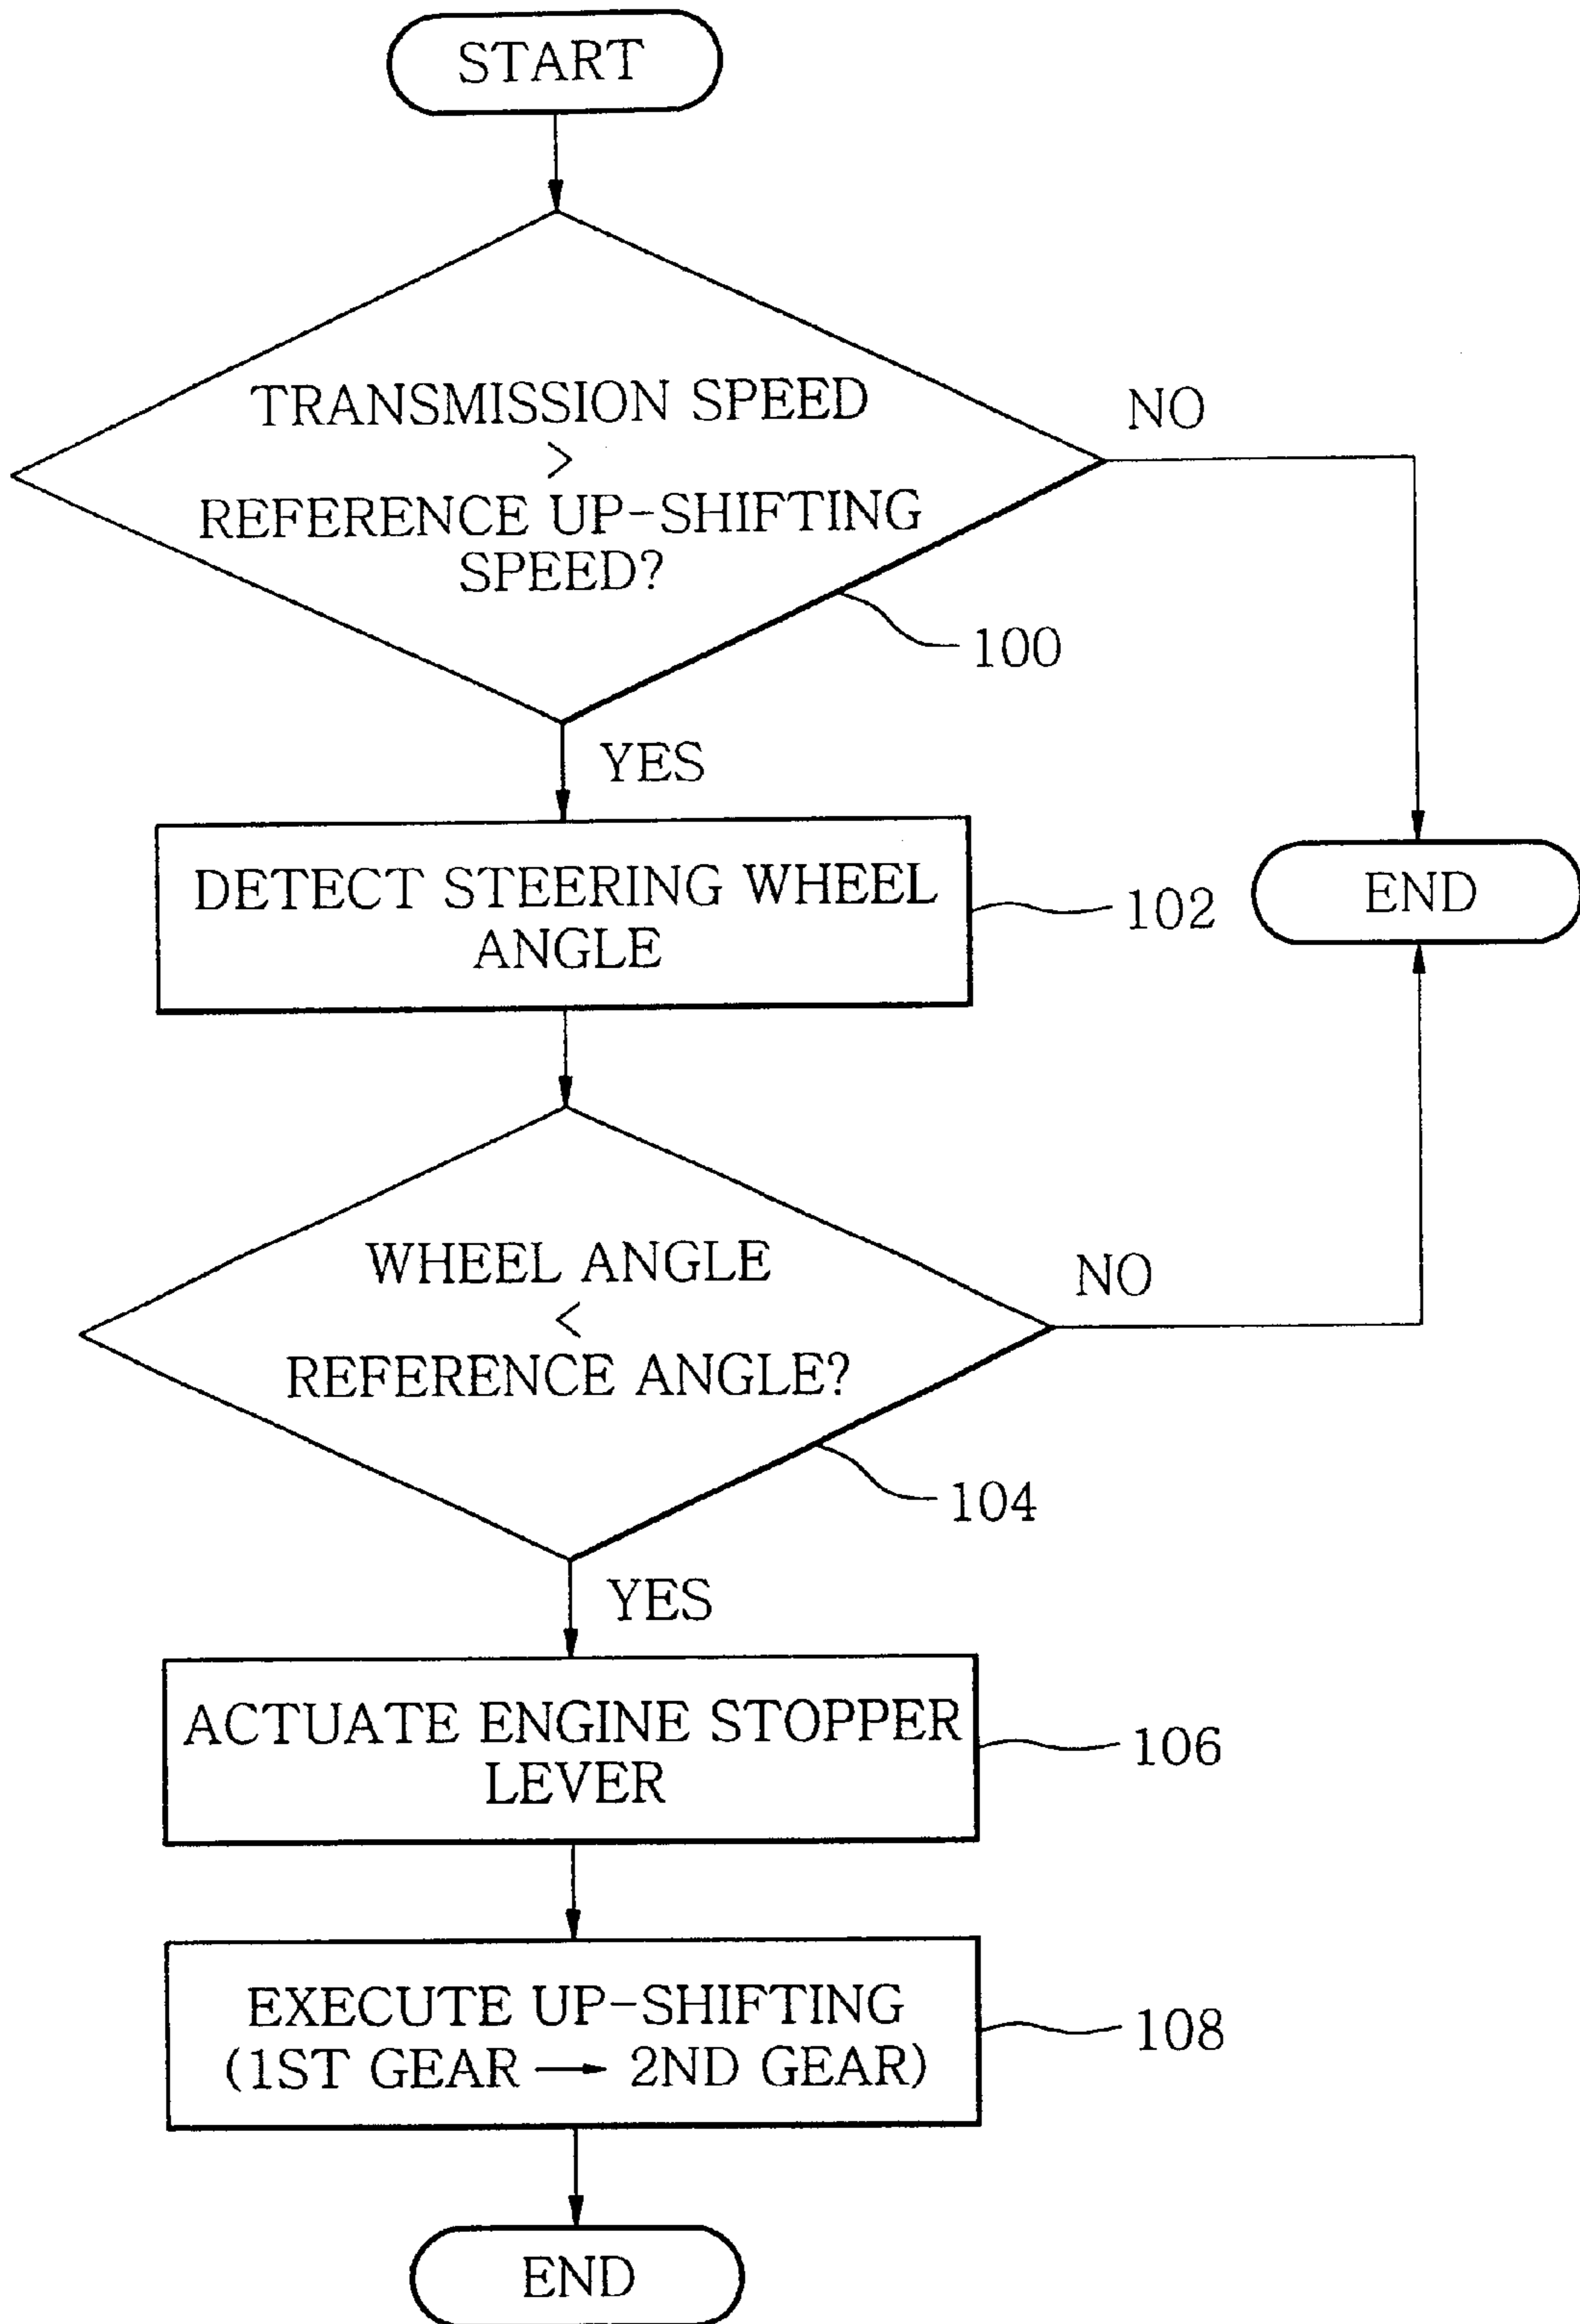 START
TRANSMISSION SPEED
>
REFERENCE UP-SHIFTING
SPEED?
NO
100
YES
DETECT STEERING WHEEL
ANGLE
102
END
WHEEL ANGLE
<
REFERENCE ANGLE?
NO
104
YES
ACTUATE ENGINE STOPPER
LEVER
106
EXECUTE UP-SHIFTING
(1ST GEAR → 2ND GEAR)
108
END